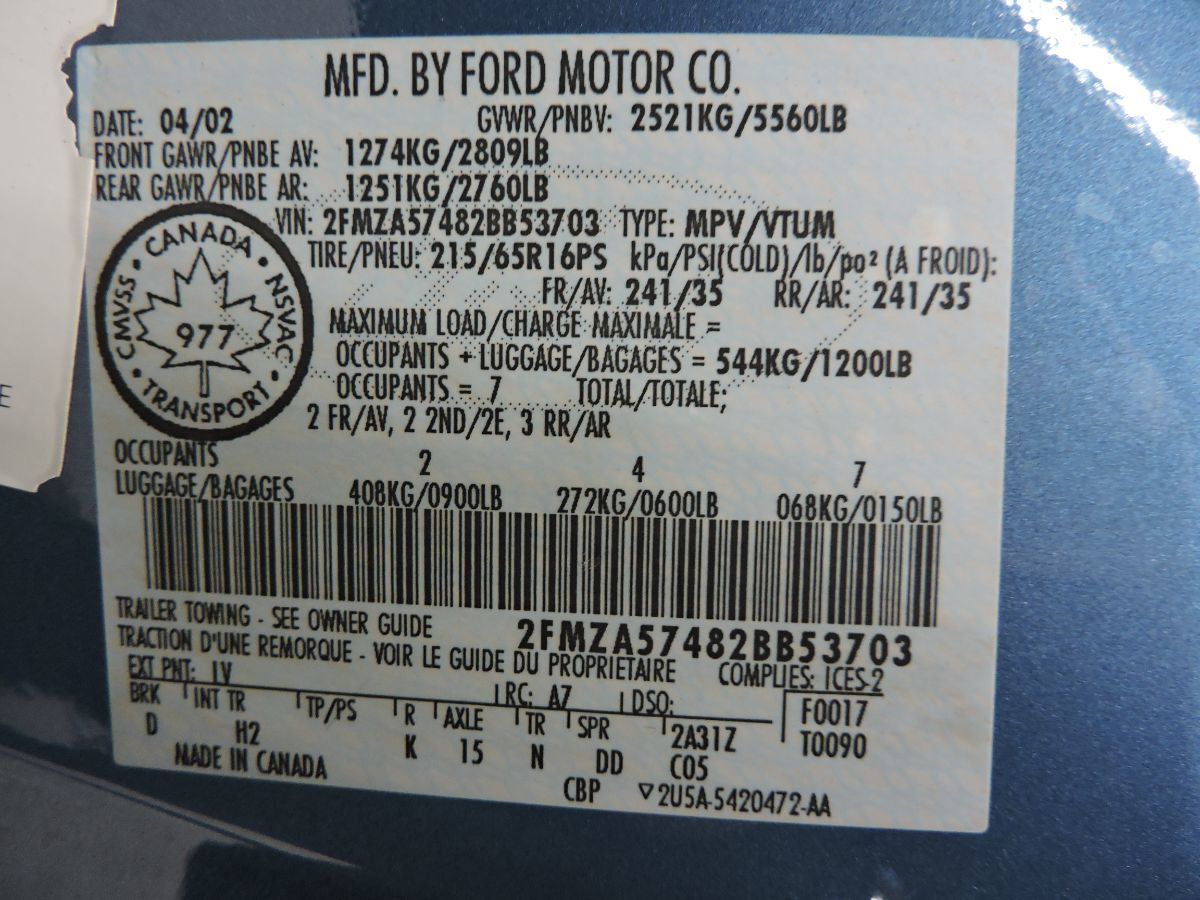 MFD. BY FORD MOTOR CO.
DATE: 04/02 GVWR/PNBV: 2521KG/5560LB
FRONT GAWR/PNBE AV: 1274KG/2809LB
REAR GAWR/PNBE AR: 1251KG/2760LB
VIN: 2FMZA57482BB53703 TYPE: MPV/VTUM
TIRE/PNEU: 215/65R16PS kPa/PSI(COLD)/lb/po² (A FROID):
FR/AV: 241/35 RR/AR: 241/35
MAXIMUM LOAD/CHARGE MAXIMALE =
OCCUPANTS + LUGGAGE/BAGAGES = 544KG/1200LB
OCCUPANTS = 7 TOTAL/TOTALE;
2 FR/AV, 2 2ND/2E, 3 RR/AR
CANADA
CMVSS
NSVAC
977
TRANSPORT
OCCUPANTS 2 4 7
LUGGAGE/BAGAGES 408KG/0900LB 272KG/0600LB 068KG/0150LB
TRAILER TOWING - SEE OWNER GUIDE 2FMZA57482BB53703
TRACTION D'UNE REMORQUE - VOIR LE GUIDE DU PROPRIETAIRE COMPLIES: ICES-2
EXT PNT: IV RC: A7 DSO: F0017
BRK INT TR TP/PS R AXLE TR SPR 2A31Z T0090
D H2 K 15 N DD C05
MADE IN CANADA CBP ▽2U5A-5420472-AA
E